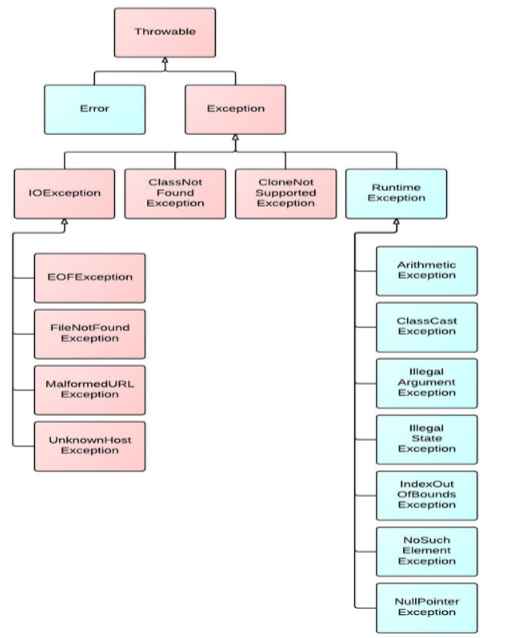 Throwable
Error
Exception
IOException
ClassNot
Found
Exception
CloneNot
Supported
Exception
Runtime
Exception
EOFException
FileNotFound
Exception
MalformedURL
Exception
UnknownHost
Exception
Arithmetic
Exception
ClassCast
Exception
Illegal
Argument
Exception
Illegal
State
Exception
IndexOut
OfBounds
Exception
NoSuch
Element
Exception
NullPointer
Exception